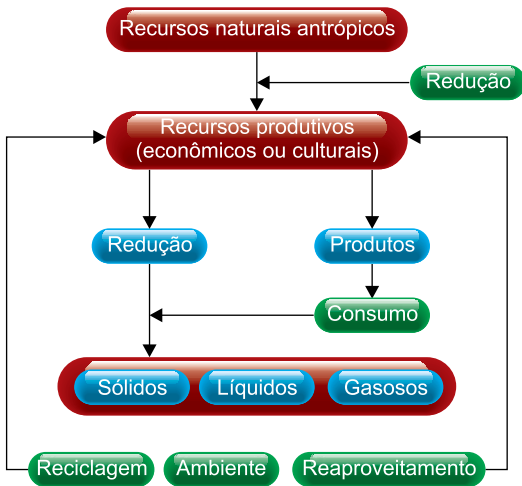 Recursos naturais antrópicos
Redução
Recursos produtivos
(econômicos ou culturais)
Redução
Produtos
Consumo
Sólidos
Líquidos
Gasosos
Reciclagem
Ambiente
Reaproveitamento